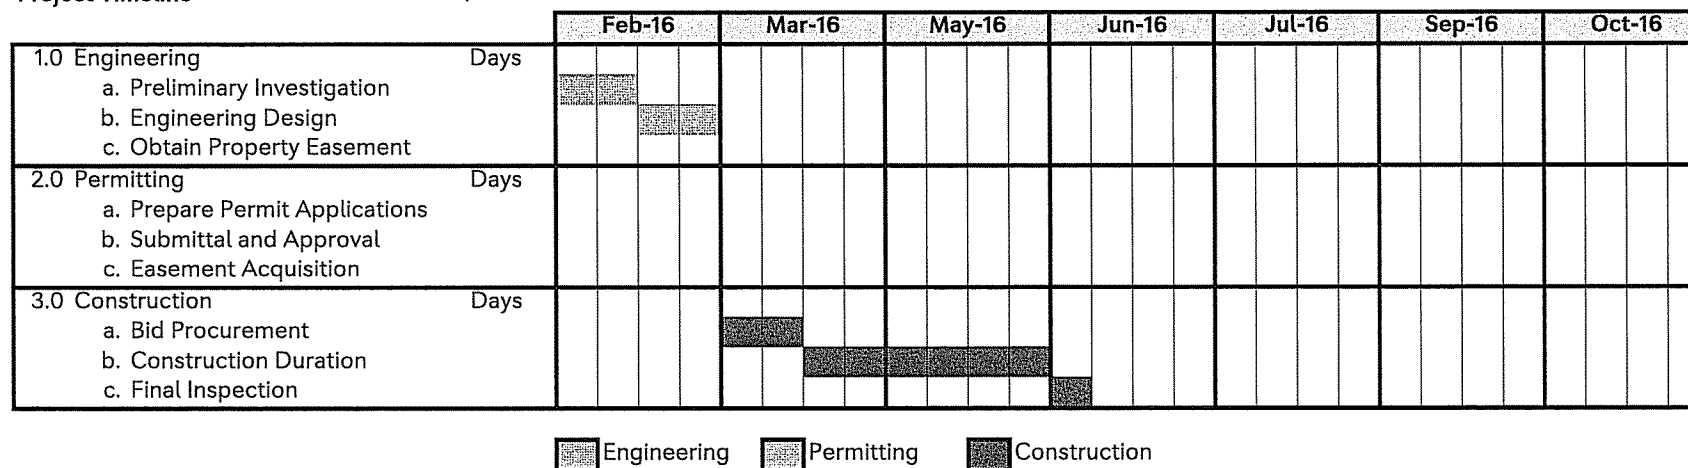 Project Timeline
Feb-16 Mar-16 May-16 Jun-16 Jul-16 Sep-16 Oct-16
1.0 Engineering Days
a. Preliminary Investigation
b. Engineering Design
c. Obtain Property Easement
2.0 Permitting Days
a. Prepare Permit Applications
b. Submittal and Approval
c. Easement Acquisition
3.0 Construction Days
a. Bid Procurement
b. Construction Duration
c. Final Inspection
Engineering Permitting Construction